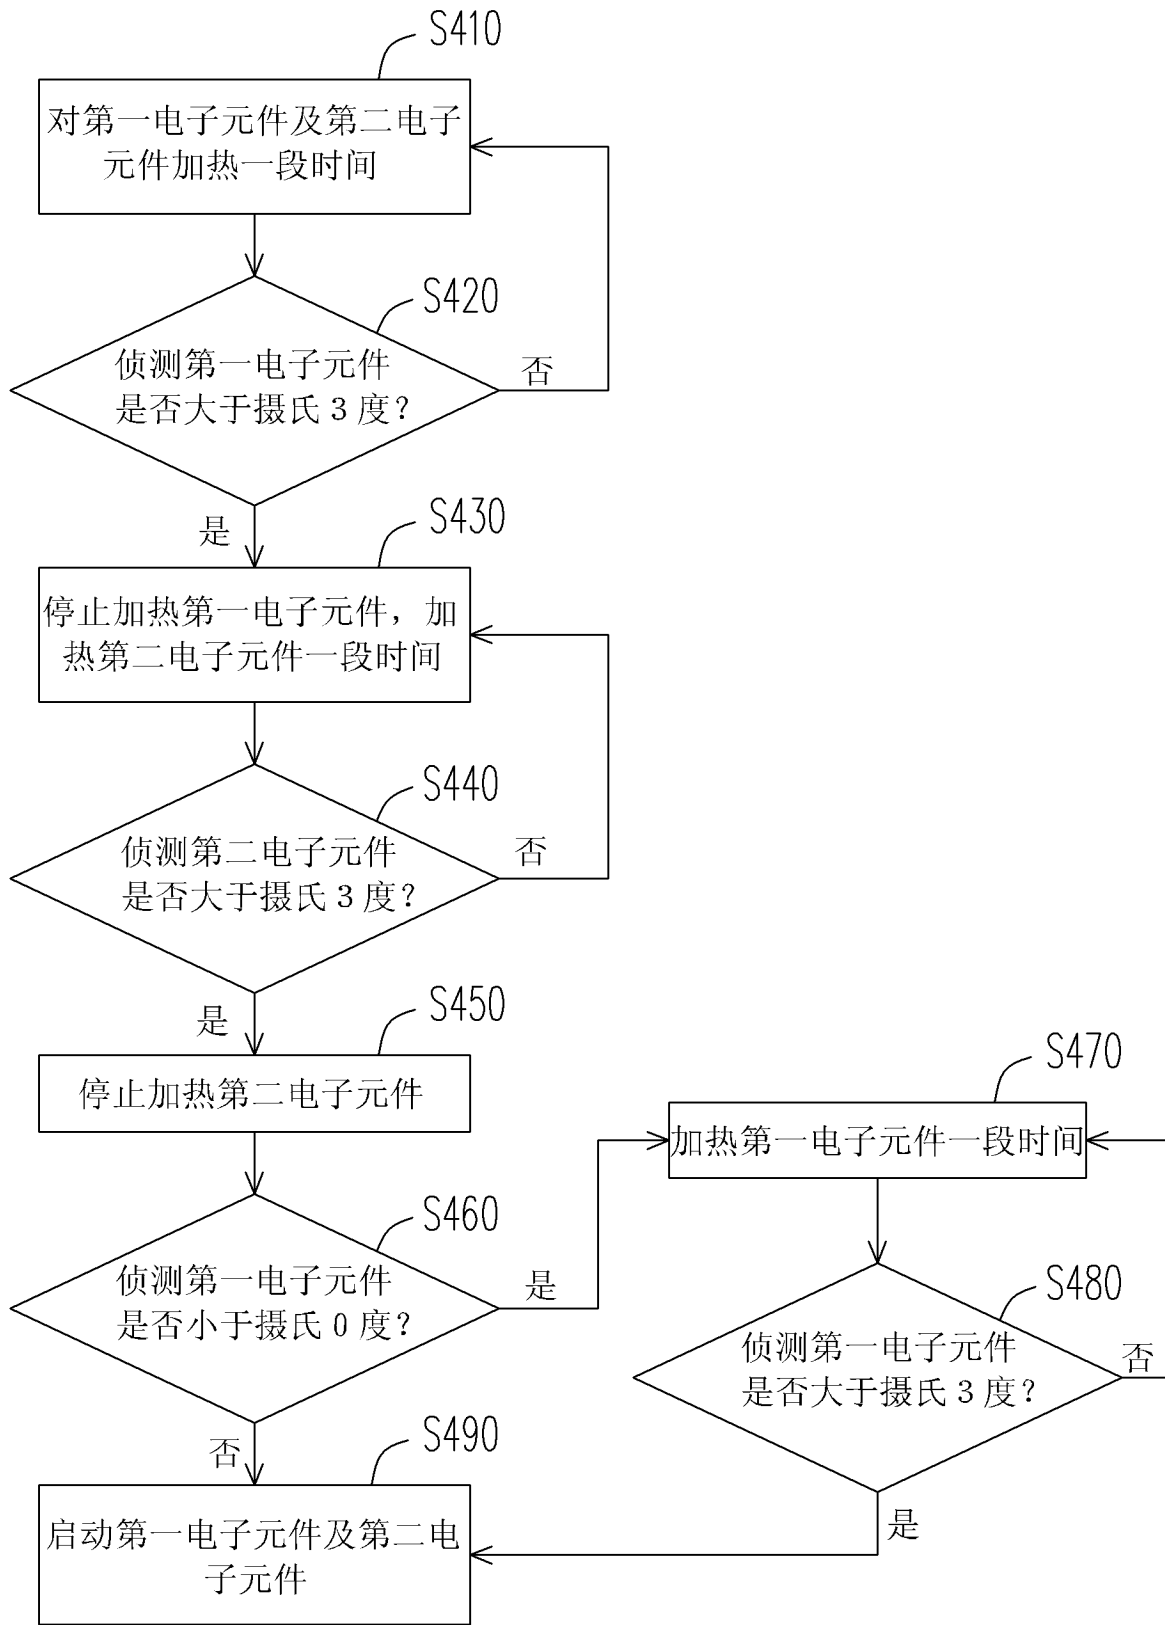 S410
对第一电子元件及第二电子
元件加热一段时间
S420
侦测第一电子元件
是否大于摄氏3度?
否
是
S430
停止加热第一电子元件,加
热第二电子元件一段时间
S440
侦测第二电子元件
是否大于摄氏3度?
否
是
S450
停止加热第二电子元件
S460
侦测第一电子元件
是否小于摄氏0度?
是
否
S470
加热第一电子元件一段时间
S480
侦测第一电子元件
是否大于摄氏3度?
否
是
S490
启动第一电子元件及第二电
子元件